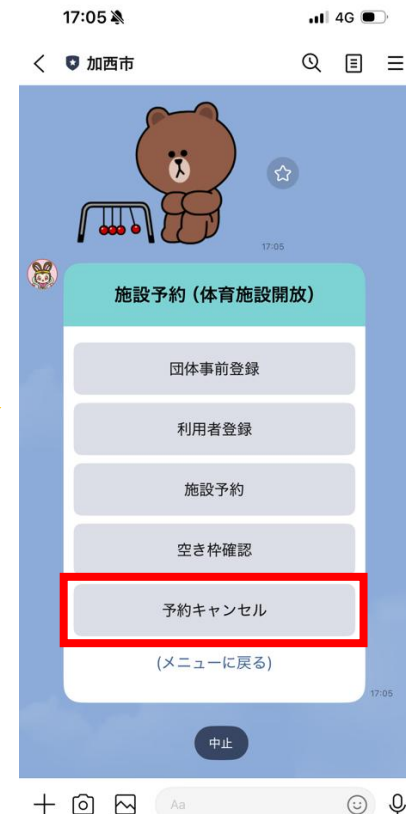 17:05
4G
加西市
17:05
施設予約（体育施設開放）
団体事前登録
利用者登録
施設予約
空き枠確認
予約キャンセル
(メニューに戻る)
17:05
中止
Aa